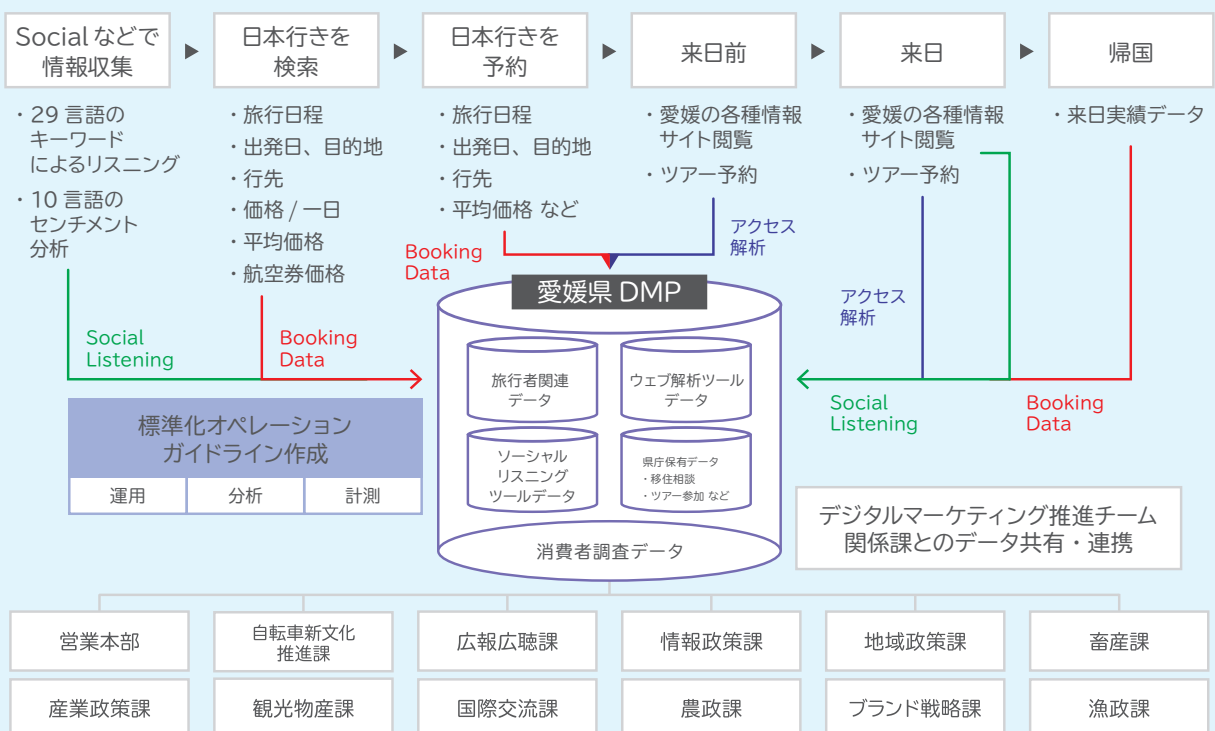 Social などで
情報収集
日本行きを
検索
日本行きを
予約
来日前
来日
帰国
・29 言語の
キーワード
によるリスニング
・10 言語の
センチメント
分析
・旅行日程
・出発日、目的地
・行先
・価格 / 一日
・平均価格
・航空券価格
・旅行日程
・出発日、目的地
・行先
・平均価格 など
・愛媛の各種情報
サイト閲覧
・ツアー予約
・愛媛の各種情報
サイト閲覧
・ツアー予約
・来日実績データ
Social
Listening
Booking
Data
Booking
Data
アクセス
解析
アクセス
解析
Social
Listening
Booking
Data
愛媛県 DMP
旅行者関連
データ
ウェブ解析ツール
データ
ソーシャル
リスニング
ツールデータ
県庁保有データ
・移住相談
・ツアー参加 など
消費者調査データ
標準化オペレーション
ガイドライン作成
運用
分析
計測
デジタルマーケティング推進チーム
関係課とのデータ共有・連携
営業本部
自転車新文化
推進課
広報広聴課
情報政策課
地域政策課
畜産課
産業政策課
観光物産課
国際交流課
農政課
ブランド戦略課
漁政課